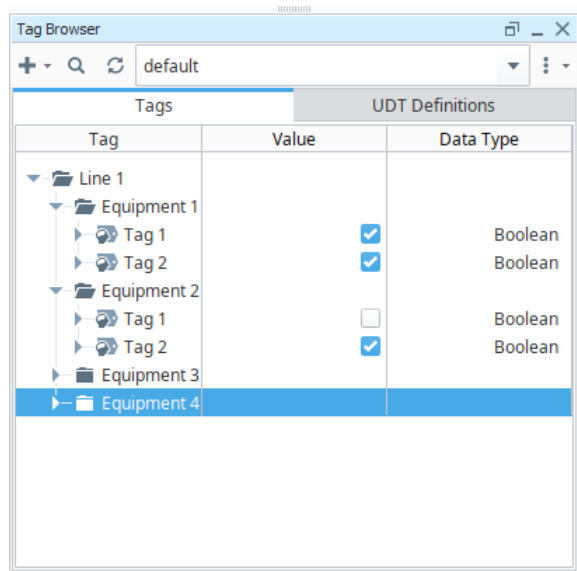 Tag Browser
default
Tags UDT Definitions
Tag Value Data Type
Line 1
Equipment 1
Tag 1 Boolean
Tag 2 Boolean
Equipment 2
Tag 1 Boolean
Tag 2 Boolean
Equipment 3
Equipment 4